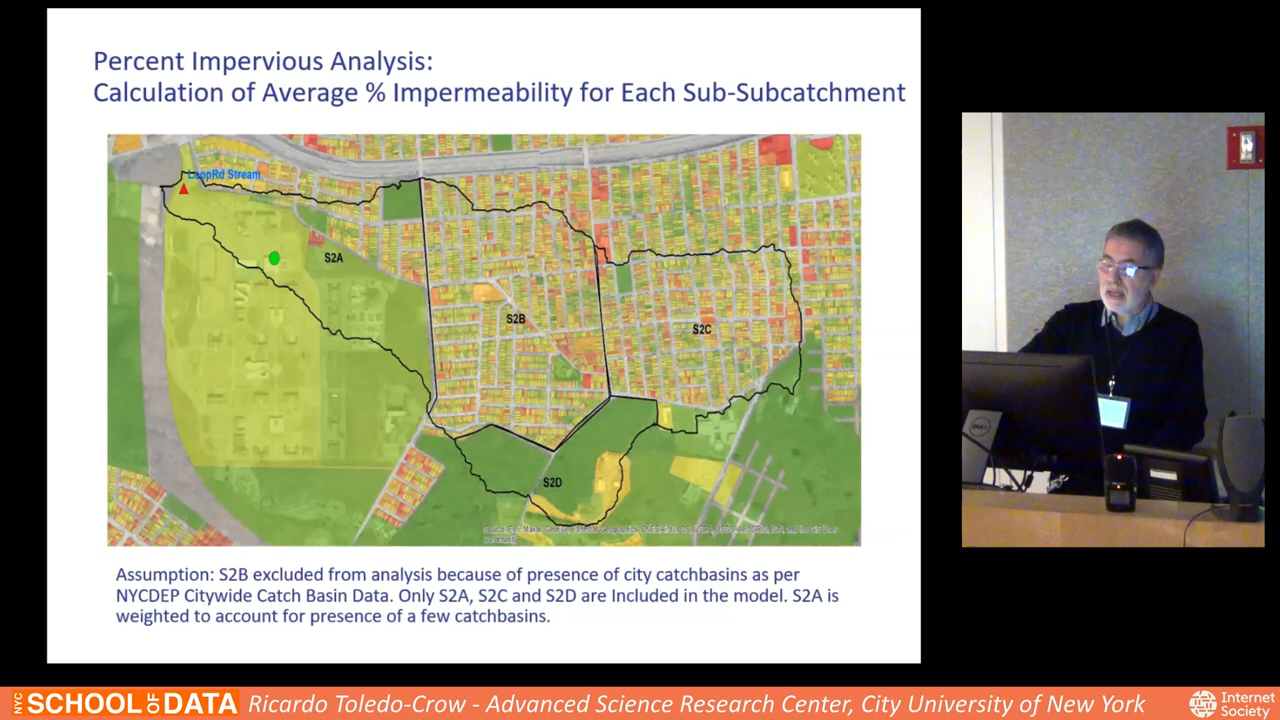 Percent Impervious Analysis:
Calculation of Average % Impermeability for Each Sub-Subcatchment
LoopRd Stream
S2A
S2B
S2C
S2D
Assumption: S2B excluded from analysis because of presence of city catchbasins as per
NYCDEP Citywide Catch Basin Data. Only S2A, S2C and S2D are Included in the model. S2A is
weighted to account for presence of a few catchbasins.
DELL
NYC SCHOOL OF DATA Ricardo Toledo-Crow - Advanced Science Research Center, City University of New York
Internet
Society